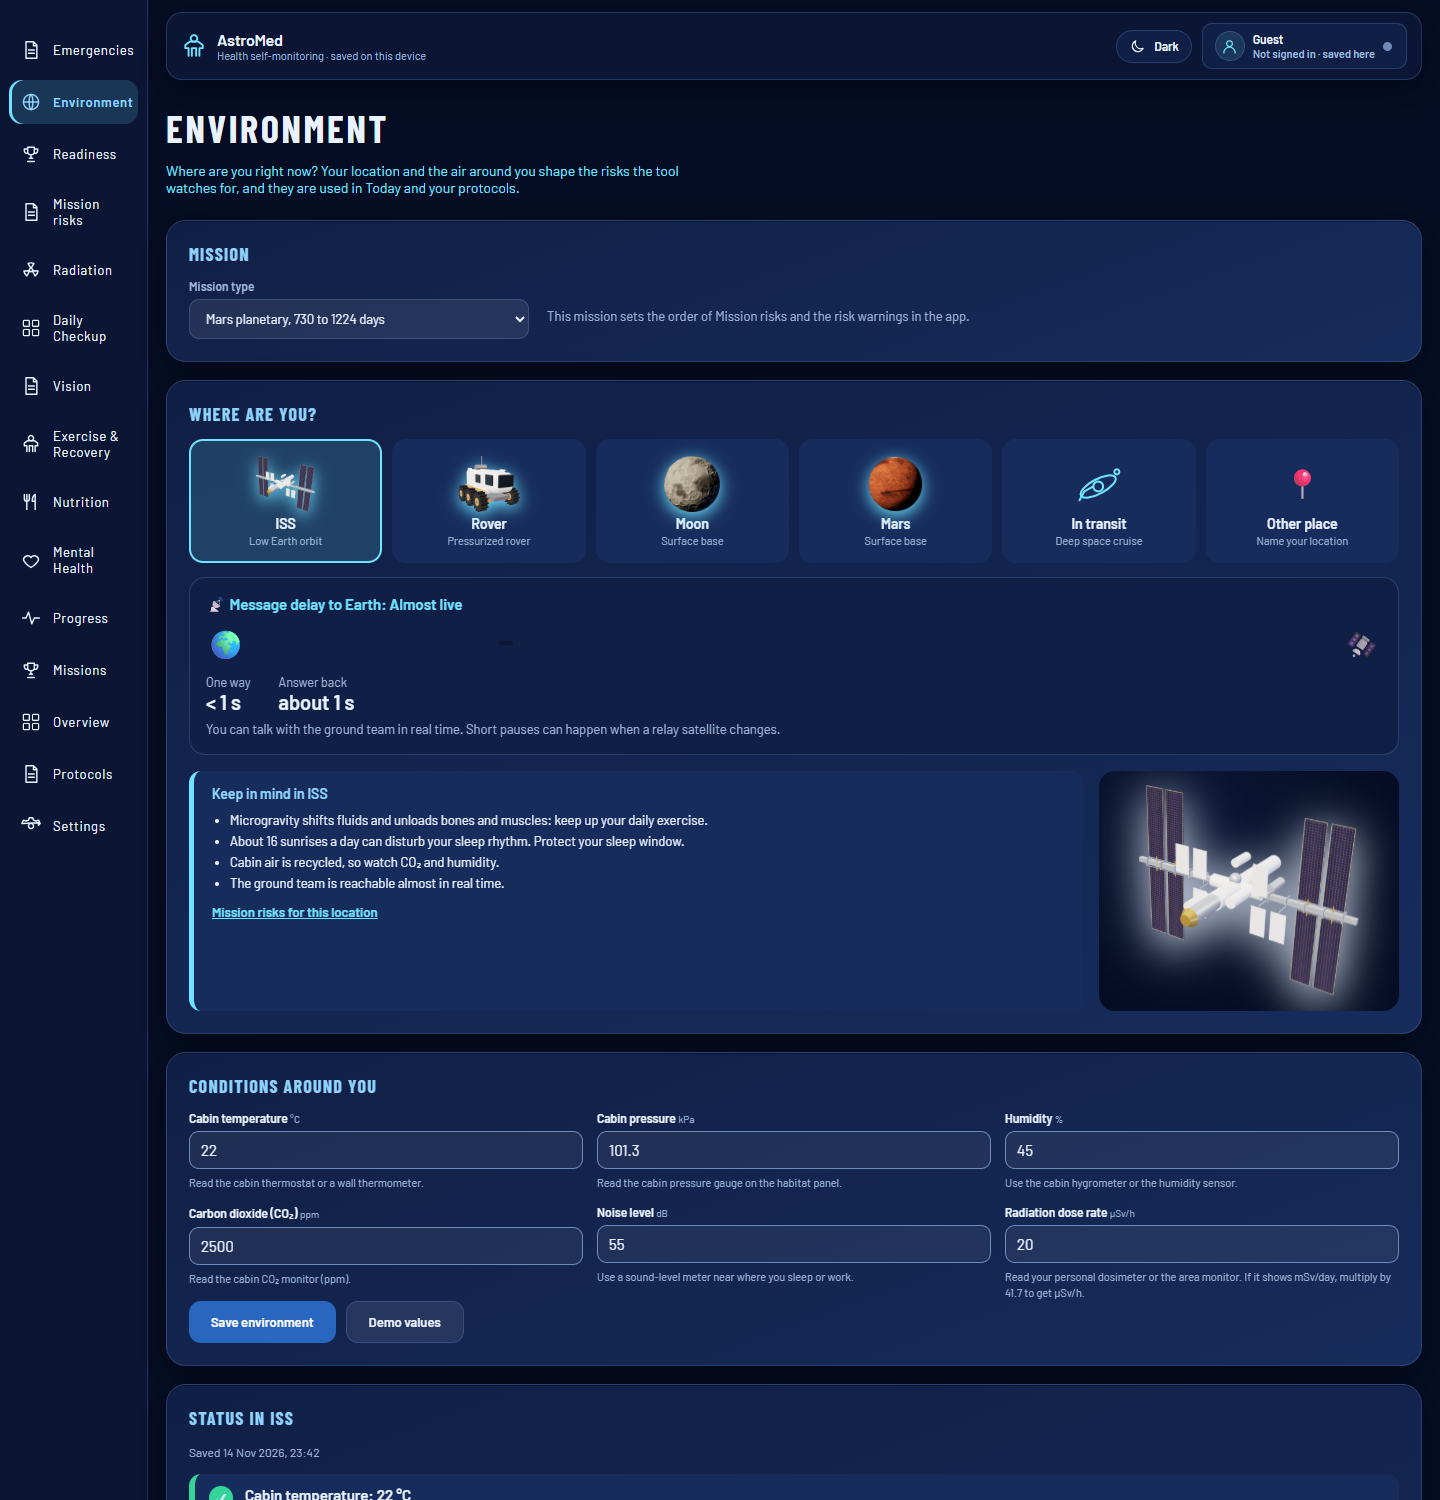 Emergencies
Environment
Readiness
Mission
risks
Radiation
Daily
Checkup
Vision
Exercise &
Recovery
Nutrition
Mental
Health
Progress
Missions
Overview
Protocols
Settings
AstroMed
Health self-monitoring · saved on this device
Dark
Guest
Not signed in · saved here
ENVIRONMENT
Where are you right now? Your location and the air around you shape the risks the tool
watches for, and they are used in Today and your protocols.
MISSION
Mission type
Mars planetary, 730 to 1224 days
This mission sets the order of Mission risks and the risk warnings in the app.
WHERE ARE YOU?
ISS
Low Earth orbit
Rover
Pressurized rover
Moon
Surface base
Mars
Surface base
In transit
Deep space cruise
Other place
Name your location
Message delay to Earth: Almost live
One way
< 1 s
Answer back
about 1 s
You can talk with the ground team in real time. Short pauses can happen when a relay satellite changes.
Keep in mind in ISS
• Microgravity shifts fluids and unloads bones and muscles: keep up your daily exercise.
• About 16 sunrises a day can disturb your sleep rhythm. Protect your sleep window.
• Cabin air is recycled, so watch CO₂ and humidity.
• The ground team is reachable almost in real time.
Mission risks for this location
CONDITIONS AROUND YOU
Cabin temperature °C
22
Read the cabin thermostat or a wall thermometer.
Cabin pressure kPa
101.3
Read the cabin pressure gauge on the habitat panel.
Humidity %
45
Use the cabin hygrometer or the humidity sensor.
Carbon dioxide (CO₂) ppm
2500
Read the cabin CO₂ monitor (ppm).
Noise level dB
55
Use a sound-level meter near where you sleep or work.
Radiation dose rate µSv/h
20
Read your personal dosimeter or the area monitor. If it shows mSv/day, multiply by
41.7 to get µSv/h.
Save environment
Demo values
STATUS IN ISS
Saved 14 Nov 2026, 23:42
Cabin temperature: 22 °C